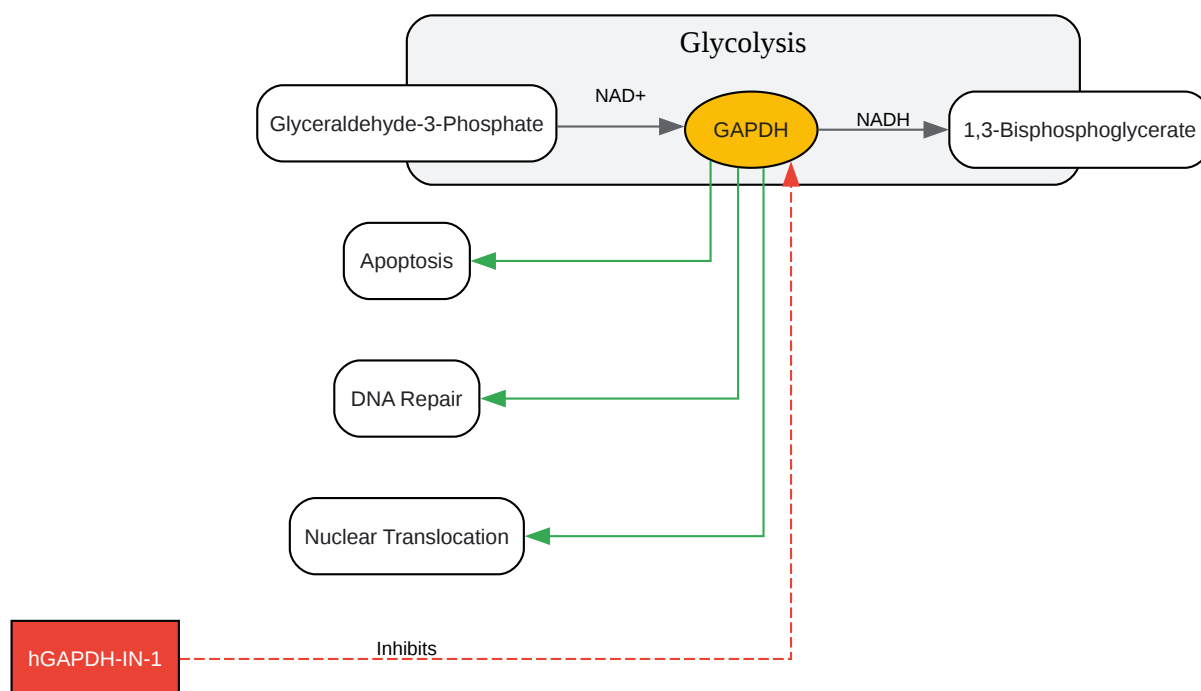 Glycolysis
NAD+
Glyceraldehyde-3-Phosphate
GAPDH
NADH
1,3-Bisphosphoglycerate
Apoptosis
DNA Repair
Nuclear Translocation
Inhibits
hGAPDH-IN-1